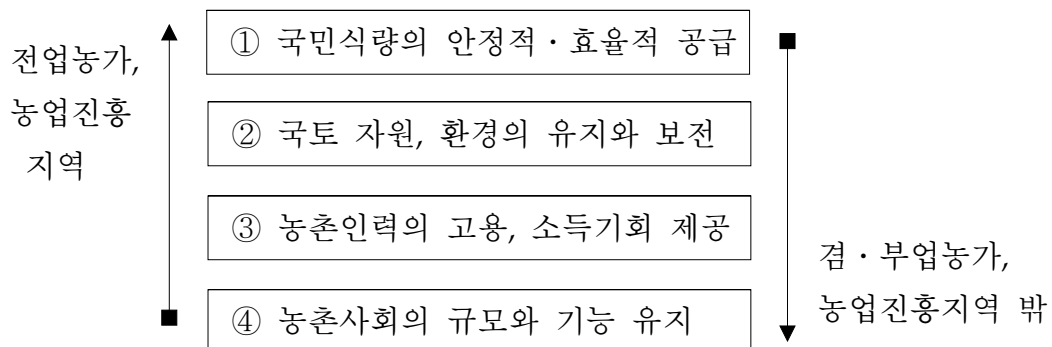 전업농가,
농업진흥
지역
① 국민식량의 안정적·효율적 공급
② 국토 자원, 환경의 유지와 보전
③ 농촌인력의 고용, 소득기회 제공
④ 농촌사회의 규모와 기능 유지
겸·부업농가,
농업진흥지역 밖